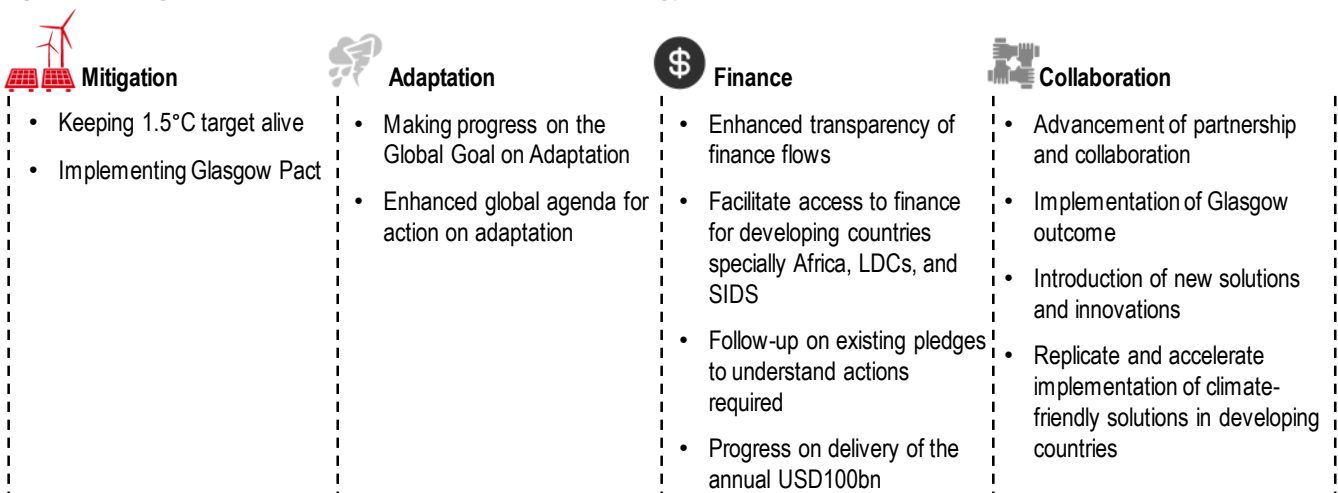 Mitigation
• Keeping 1.5°C target alive
• Implementing Glasgow Pact
Adaptation
• Making progress on the
Global Goal on Adaptation
• Enhanced global agenda for
action on adaptation
$
Finance
• Enhanced transparency of
finance flows
• Facilitate access to finance
for developing countries
specially Africa, LDCs, and
SIDS
• Follow-up on existing pledges
to understand actions
required
• Progress on delivery of the
annual USD100bn
Collaboration
• Advancement of partnership
and collaboration
• Implementation of Glasgow
outcome
• Introduction of new solutions
and innovations
• Replicate and accelerate
implementation of climate-
friendly solutions in developing
countries